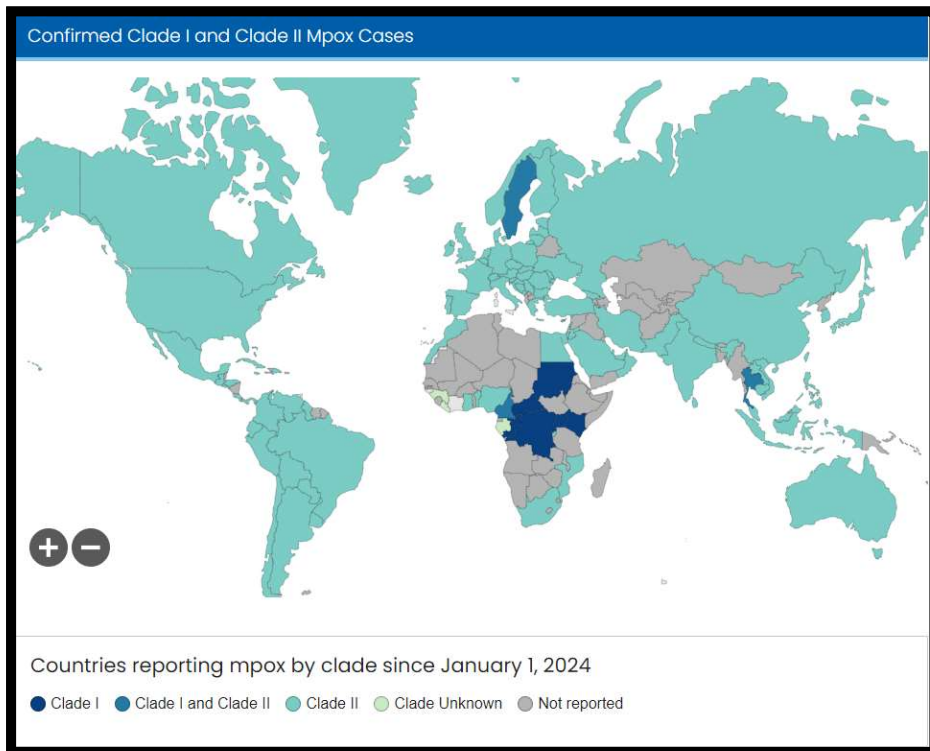 Confirmed Clade I and Clade II Mpox Cases
Countries reporting mpox by clade since January 1, 2024
Clade I Clade I and Clade II Clade II Clade Unknown Not reported